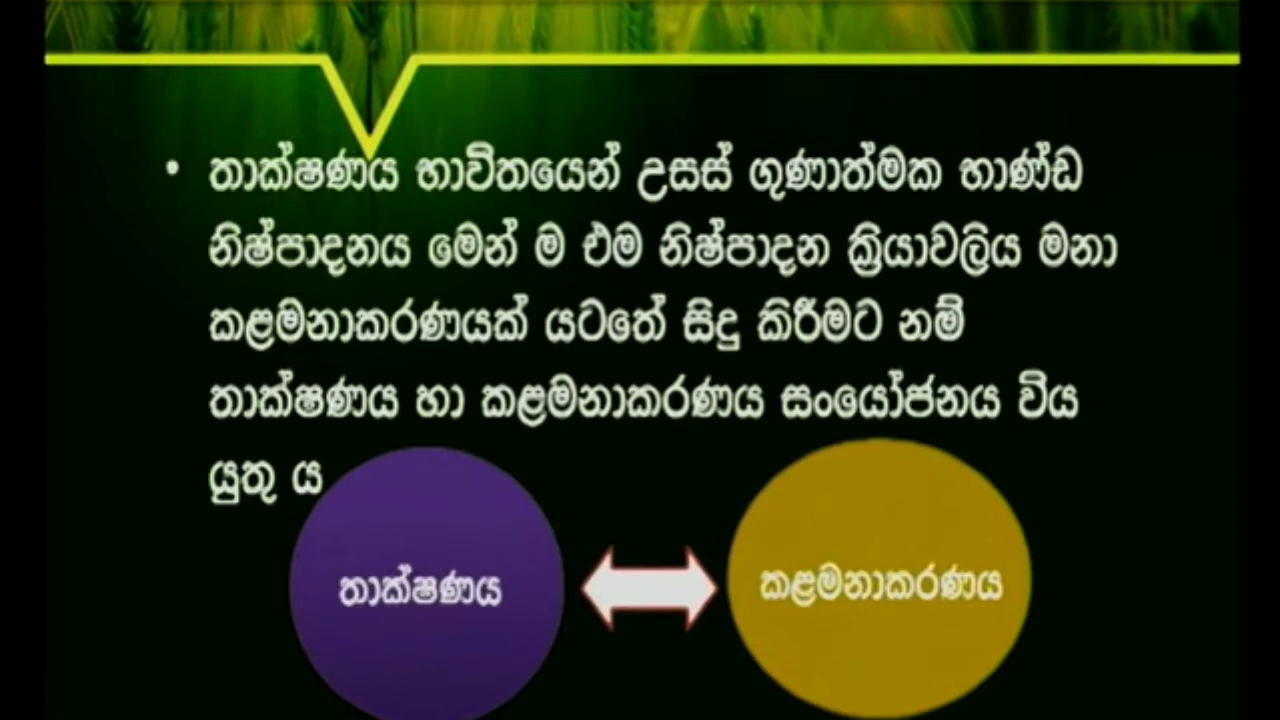 • තාක්ෂණය භාවිතයෙන් උසස් ගුණාත්මක භාණ්ඩ
නිෂ්පාදනය මෙන් ම එම නිෂ්පාදන ක්‍රියාවලිය මනා
කළමනාකරණයක් යටතේ සිදු කිරීමට නම්
තාක්ෂණය හා කළමනාකරණය සංයෝජනය විය
යුතු ය
තාක්ෂණය
කළමනාකරණය